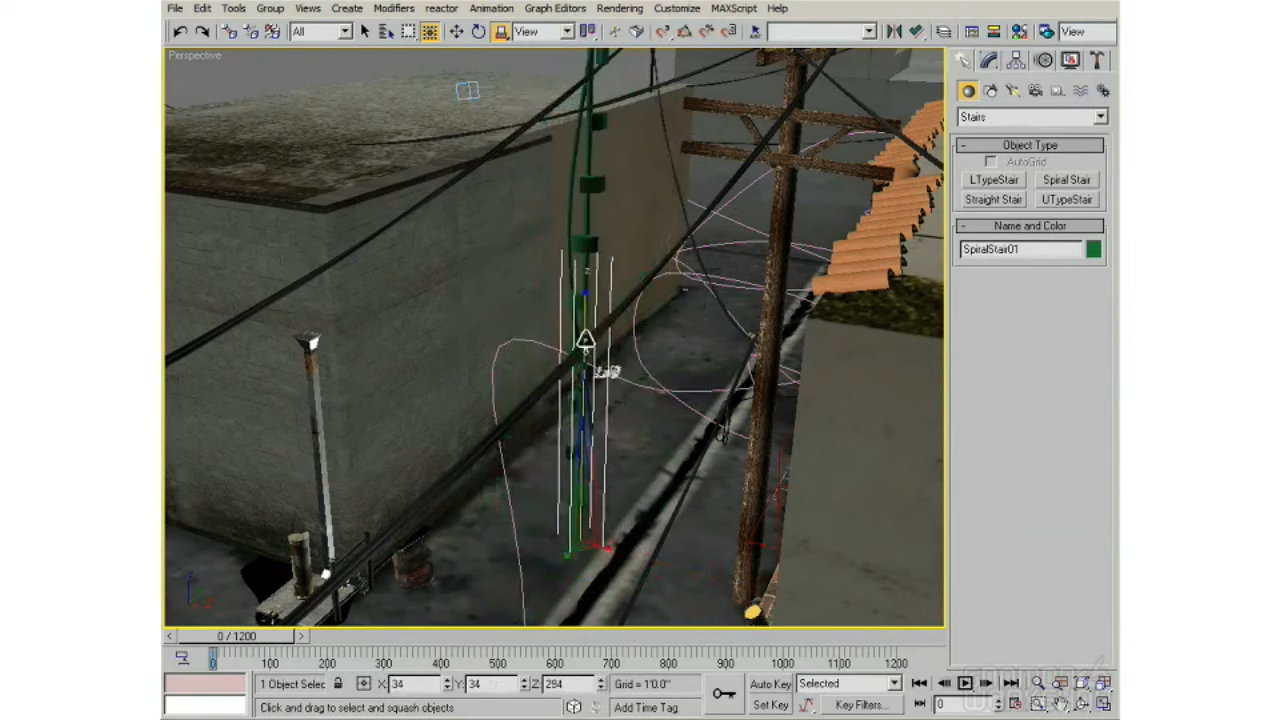 File Edit Tools Group Views Create Modifiers reactor Animation Graph Editors Rendering Customize MAXScript Help
All View View
Perspective
Stairs
- Object Type
AutoGrid
LTypeStair Spiral Stair
Straight Stair UTypeStair
- Name and Color
SpiralStair01
z
< 0 / 1200 >
0 100 200 300 400 500 600 700 800 900 1000 1100 1200
1 Object Selec X: 34 Y: 34 Z: 294 Grid = 1'0.0" Auto Key Selected
Click and drag to select and squash objects Add Time Tag Set Key Key Filters... 0